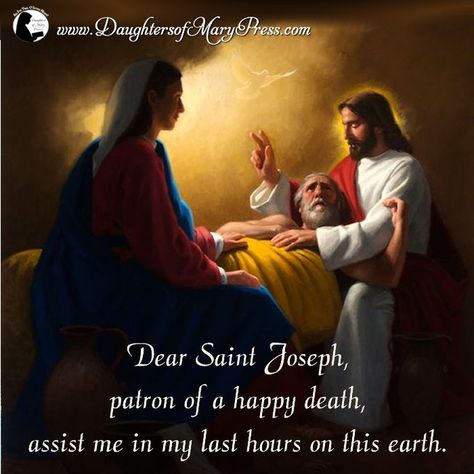 www.DaughtersofMaryPress.com
Dear Saint Joseph,
patron of a happy death,
assist me in my last hours on this earth.